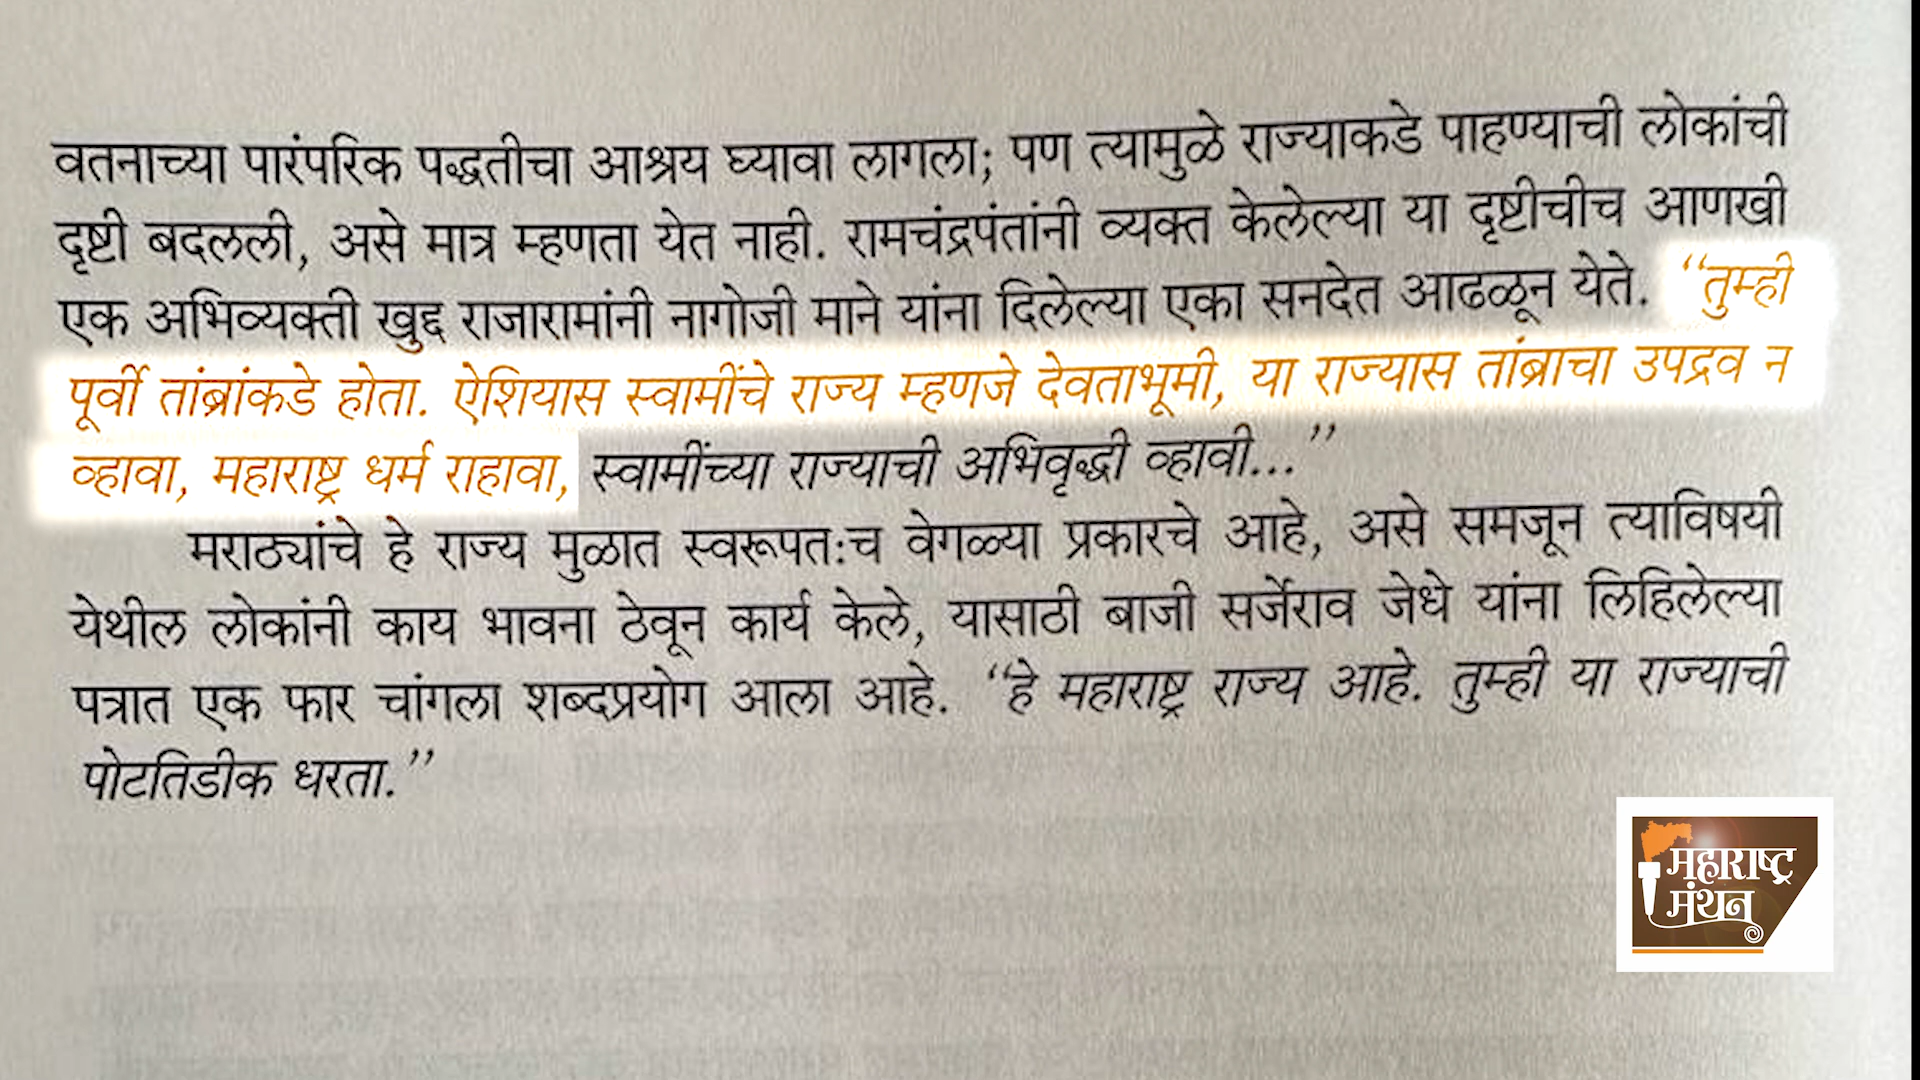 वतनाच्या पारंपरिक पद्धतीचा आश्रय घ्यावा लागला; पण त्यामुळे राज्याकडे पाहण्याची लोकांची
दृष्टी बदलली, असे मात्र म्हणता येत नाही. रामचंद्रपंतांनी व्यक्त केलेल्या या दृष्टीचीच आणखी
एक अभिव्यक्ती खुद्द राजारामांनी नागोजी माने यांना दिलेल्या एका सनदेत आढळून येते. “तुम्ही
पूर्वी तांब्रांकडे होता. ऐशियास स्वामींचे राज्य म्हणजे देवताभूमी, या राज्यास तांब्राचा उपद्रव न
व्हावा, महाराष्ट्र धर्म राहावा, स्वामींच्या राज्याची अभिवृद्धी व्हावी...”
मराठ्यांचे हे राज्य मुळात स्वरूपतःच वेगळ्या प्रकारचे आहे, असे समजून त्याविषयी
येथील लोकांनी काय भावना ठेवून कार्य केले, यासाठी बाजी सर्जेराव जेधे यांना लिहिलेल्या
पत्रात एक फार चांगला शब्दप्रयोग आला आहे. “हे महाराष्ट्र राज्य आहे. तुम्ही या राज्याची
पोटतिडीक धरता.”
महाराष्ट्र
मंथन